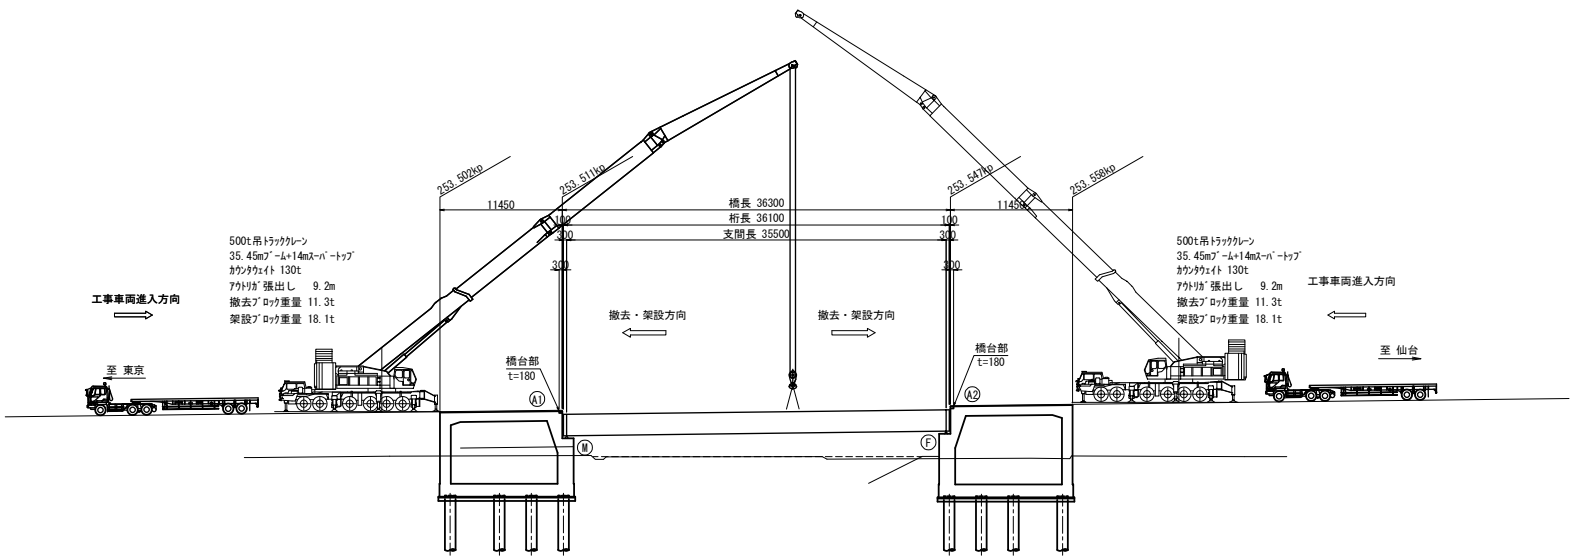 253.502kp
253.511kp
253.547kp
253.558kp
11450
橋長 36300
11450
100
桁長 36100
100
300
支間長 35500
300
300
300
500t吊トラッククレーン
35.45mブーム+14mスーパートップ
カウンタウェイト 130t
アウトリガ張出し 9.2m
撤去ブロック重量 11.3t
架設ブロック重量 18.1t
500t吊トラッククレーン
35.45mブーム+14mスーパートップ
カウンタウェイト 130t
アウトリガ張出し 9.2m
撤去ブロック重量 11.3t
架設ブロック重量 18.1t
工事車両進入方向
工事車両進入方向
撤去・架設方向
撤去・架設方向
橋台部
t=180
橋台部
t=180
至 東京
至 仙台
A1
A2
M
F